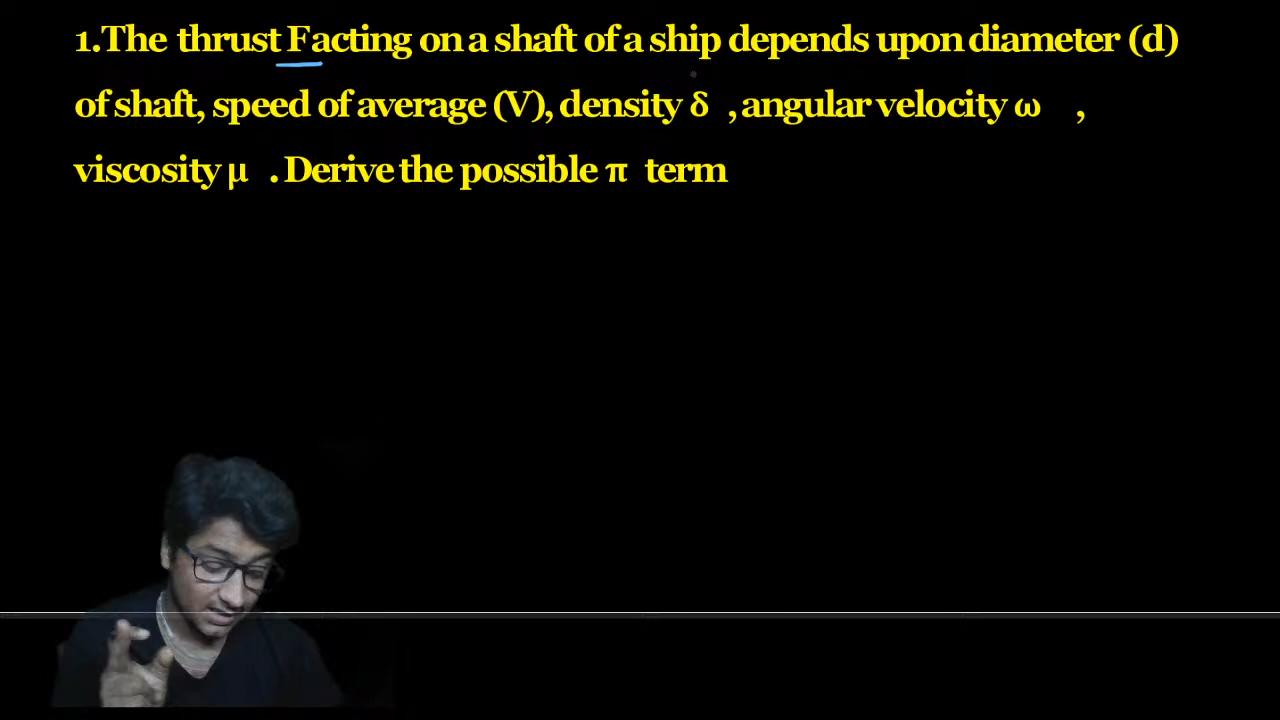 1.The thrust Facting on a shaft of a ship depends upon diameter (d)
of shaft, speed of average (V), density δ , angular velocity ω ,
viscosity μ . Derive the possible π term